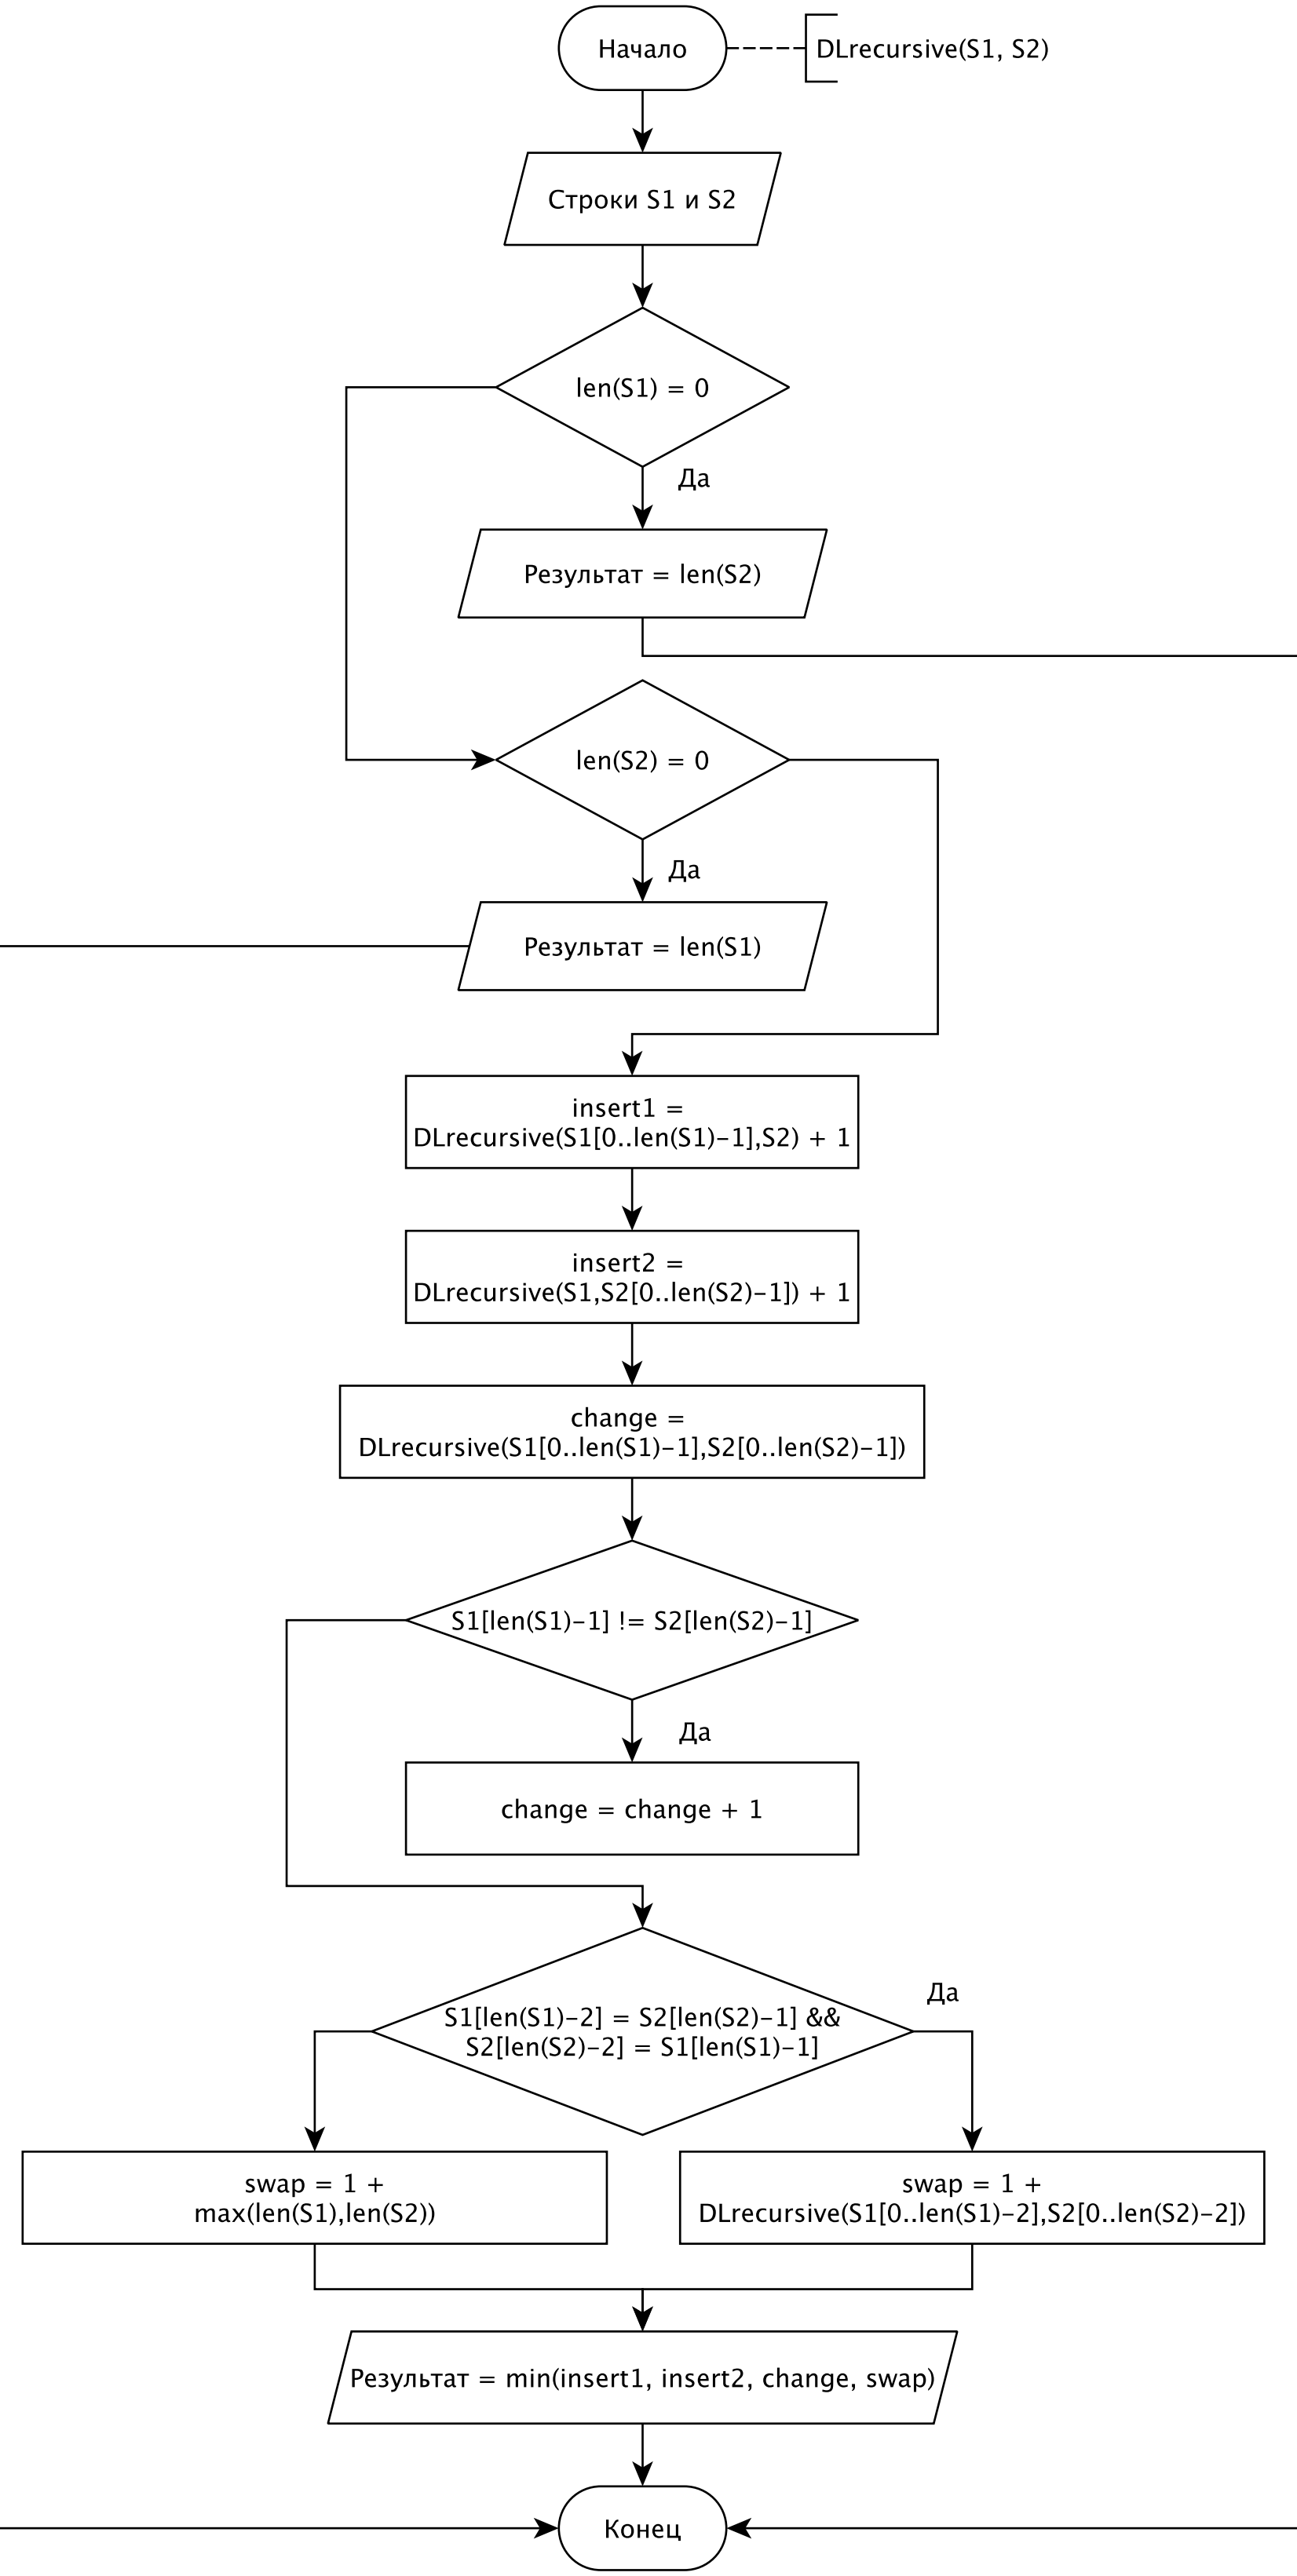 Начало
DLrecursive(S1, S2)
Строки S1 и S2
len(S1) = 0
Да
Результат = len(S2)
len(S2) = 0
Да
Результат = len(S1)
insert1 =
DLrecursive(S1[0..len(S1)-1],S2) + 1
insert2 =
DLrecursive(S1,S2[0..len(S2)-1]) + 1
change =
DLrecursive(S1[0..len(S1)-1],S2[0..len(S2)-1])
S1[len(S1)-1] != S2[len(S2)-1]
Да
change = change + 1
Да
S1[len(S1)-2] = S2[len(S2)-1] &&
S2[len(S2)-2] = S1[len(S1)-1]
swap = 1 +
max(len(S1),len(S2))
swap = 1 +
DLrecursive(S1[0..len(S1)-2],S2[0..len(S2)-2])
Результат = min(insert1, insert2, change, swap)
Конец